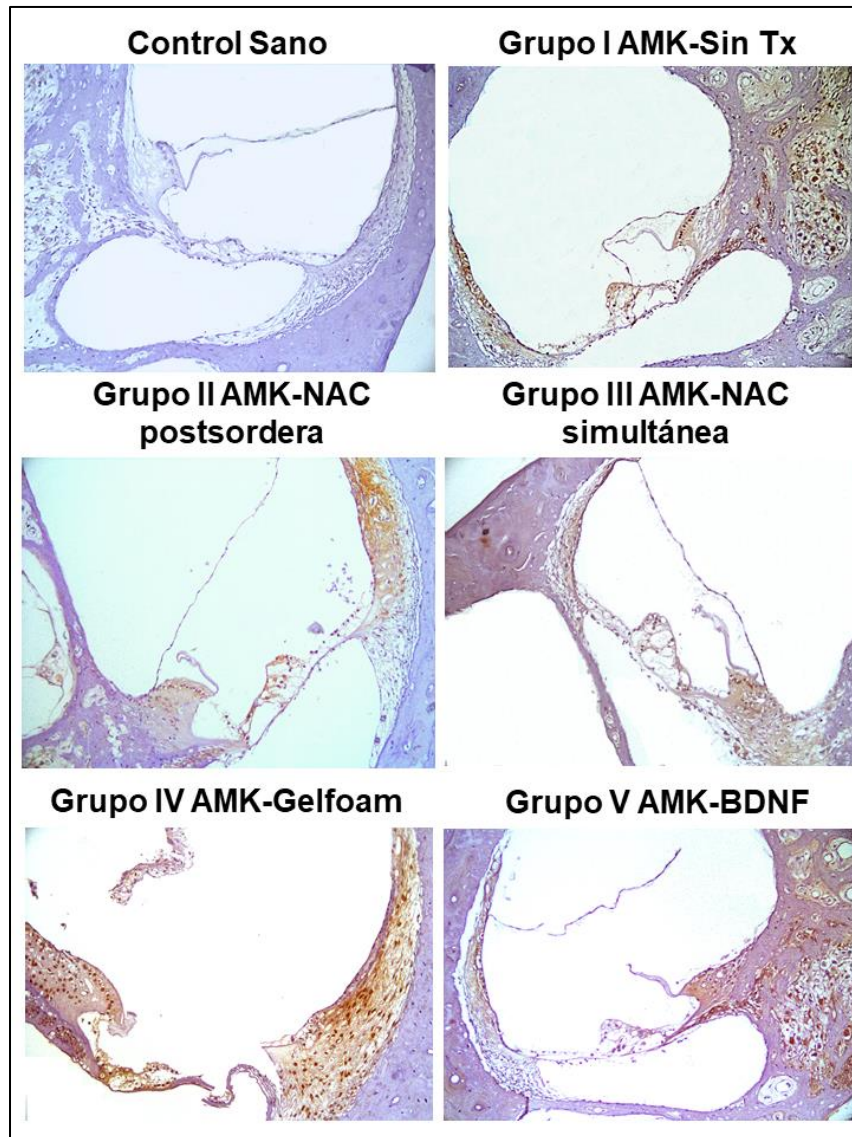 Control Sano
Grupo I AMK-Sin Tx
Grupo II AMK-NAC
postsordera
Grupo III AMK-NAC
simultánea
Grupo IV AMK-Gelfoam
Grupo V AMK-BDNF